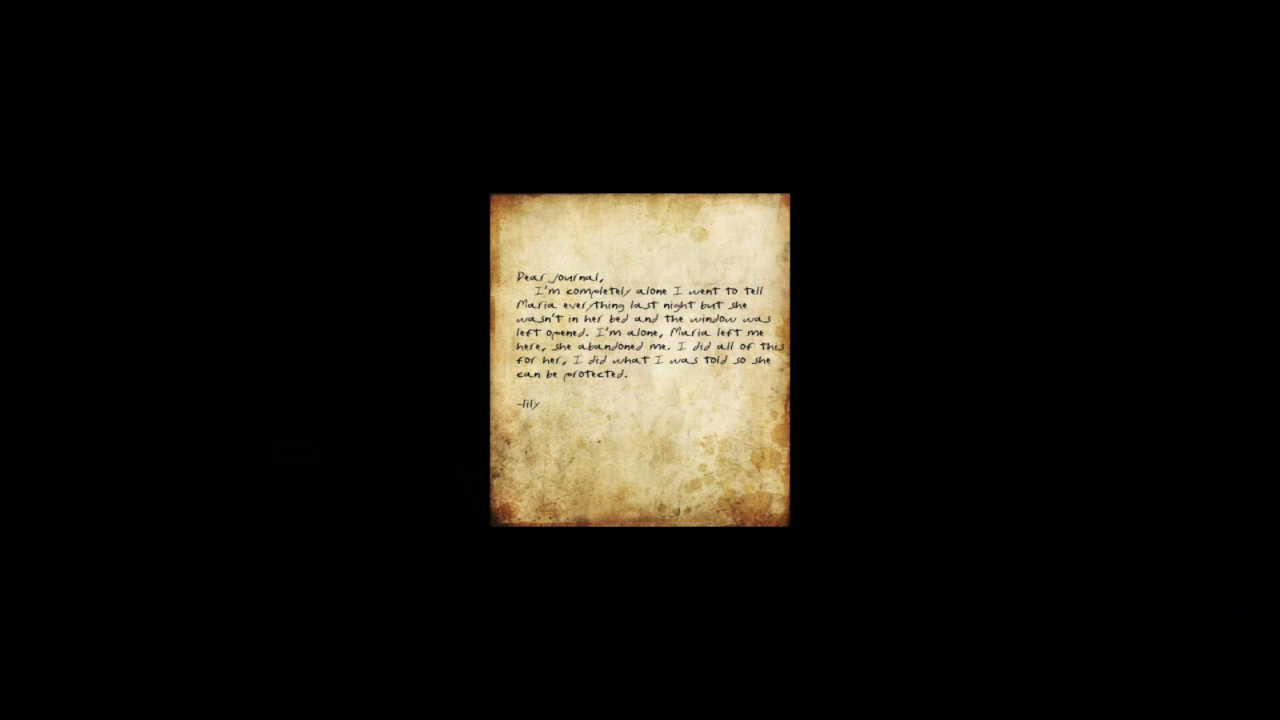 Dear Journal,
I'm completely alone I went to tell
Maria everything last night but she
wasn't in her bed and the window was
left opened. I'm alone, Maria left me
here, she abandoned me. I did all of this
for her, I did what I was told so she
can be protected.
-lily